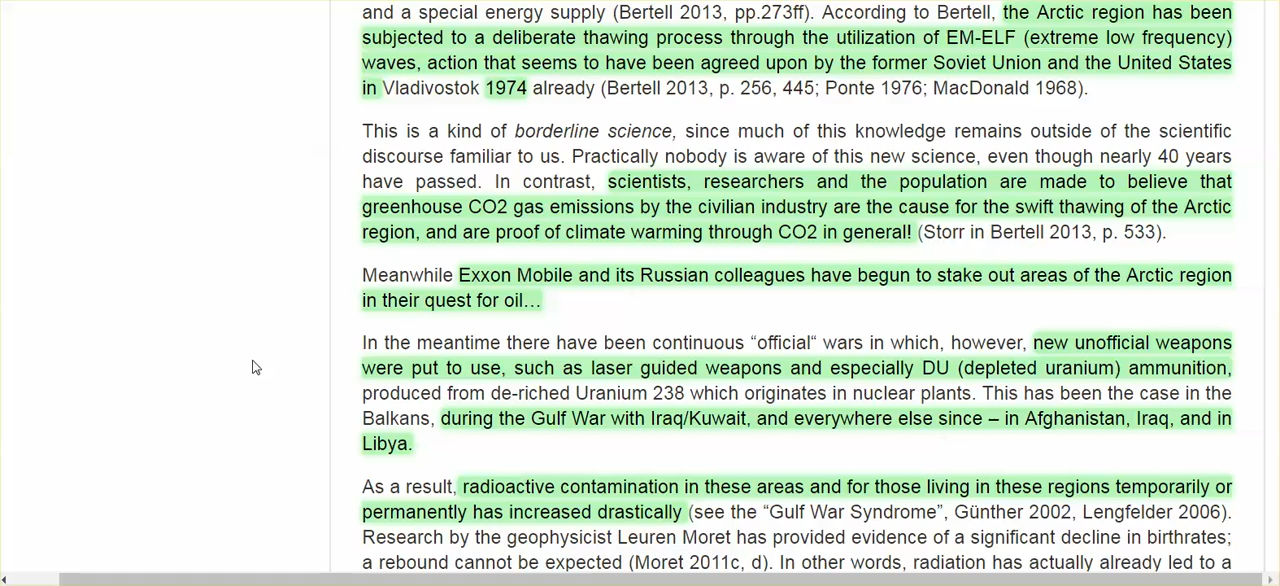 and a special energy supply (Bertell 2013, pp.273ff). According to Bertell, the Arctic region has been
subjected to a deliberate thawing process through the utilization of EM-ELF (extreme low frequency)
waves, action that seems to have been agreed upon by the former Soviet Union and the United States
in Vladivostok 1974 already (Bertell 2013, p. 256, 445; Ponte 1976; MacDonald 1968).
This is a kind of borderline science, since much of this knowledge remains outside of the scientific
discourse familiar to us. Practically nobody is aware of this new science, even though nearly 40 years
have passed. In contrast, scientists, researchers and the population are made to believe that
greenhouse CO2 gas emissions by the civilian industry are the cause for the swift thawing of the Arctic
region, and are proof of climate warming through CO2 in general! (Storr in Bertell 2013, p. 533).
Meanwhile Exxon Mobile and its Russian colleagues have begun to stake out areas of the Arctic region
in their quest for oil…
In the meantime there have been continuous “official“ wars in which, however, new unofficial weapons
were put to use, such as laser guided weapons and especially DU (depleted uranium) ammunition,
produced from de-riched Uranium 238 which originates in nuclear plants. This has been the case in the
Balkans, during the Gulf War with Iraq/Kuwait, and everywhere else since – in Afghanistan, Iraq, and in
Libya.
As a result, radioactive contamination in these areas and for those living in these regions temporarily or
permanently has increased drastically (see the “Gulf War Syndrome”, Günther 2002, Lengfelder 2006).
Research by the geophysicist Leuren Moret has provided evidence of a significant decline in birthrates;
a rebound cannot be expected (Moret 2011c, d). In other words, radiation has actually already led to a